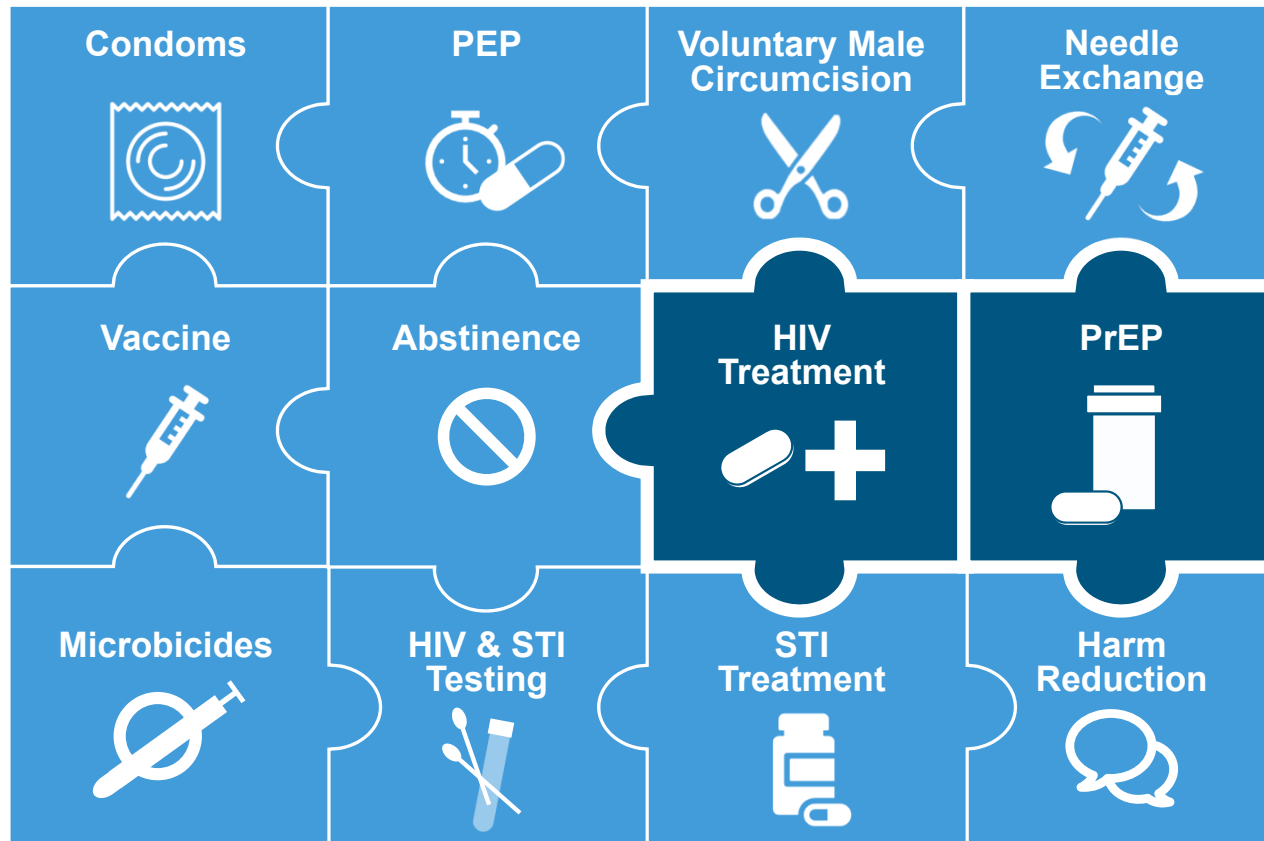 Condoms
PEP
Voluntary Male
Circumcision
Needle
Exchange
Vaccine
Abstinence
HIV
Treatment
PrEP
Microbicides
HIV & STI
Testing
STI
Treatment
Harm
Reduction